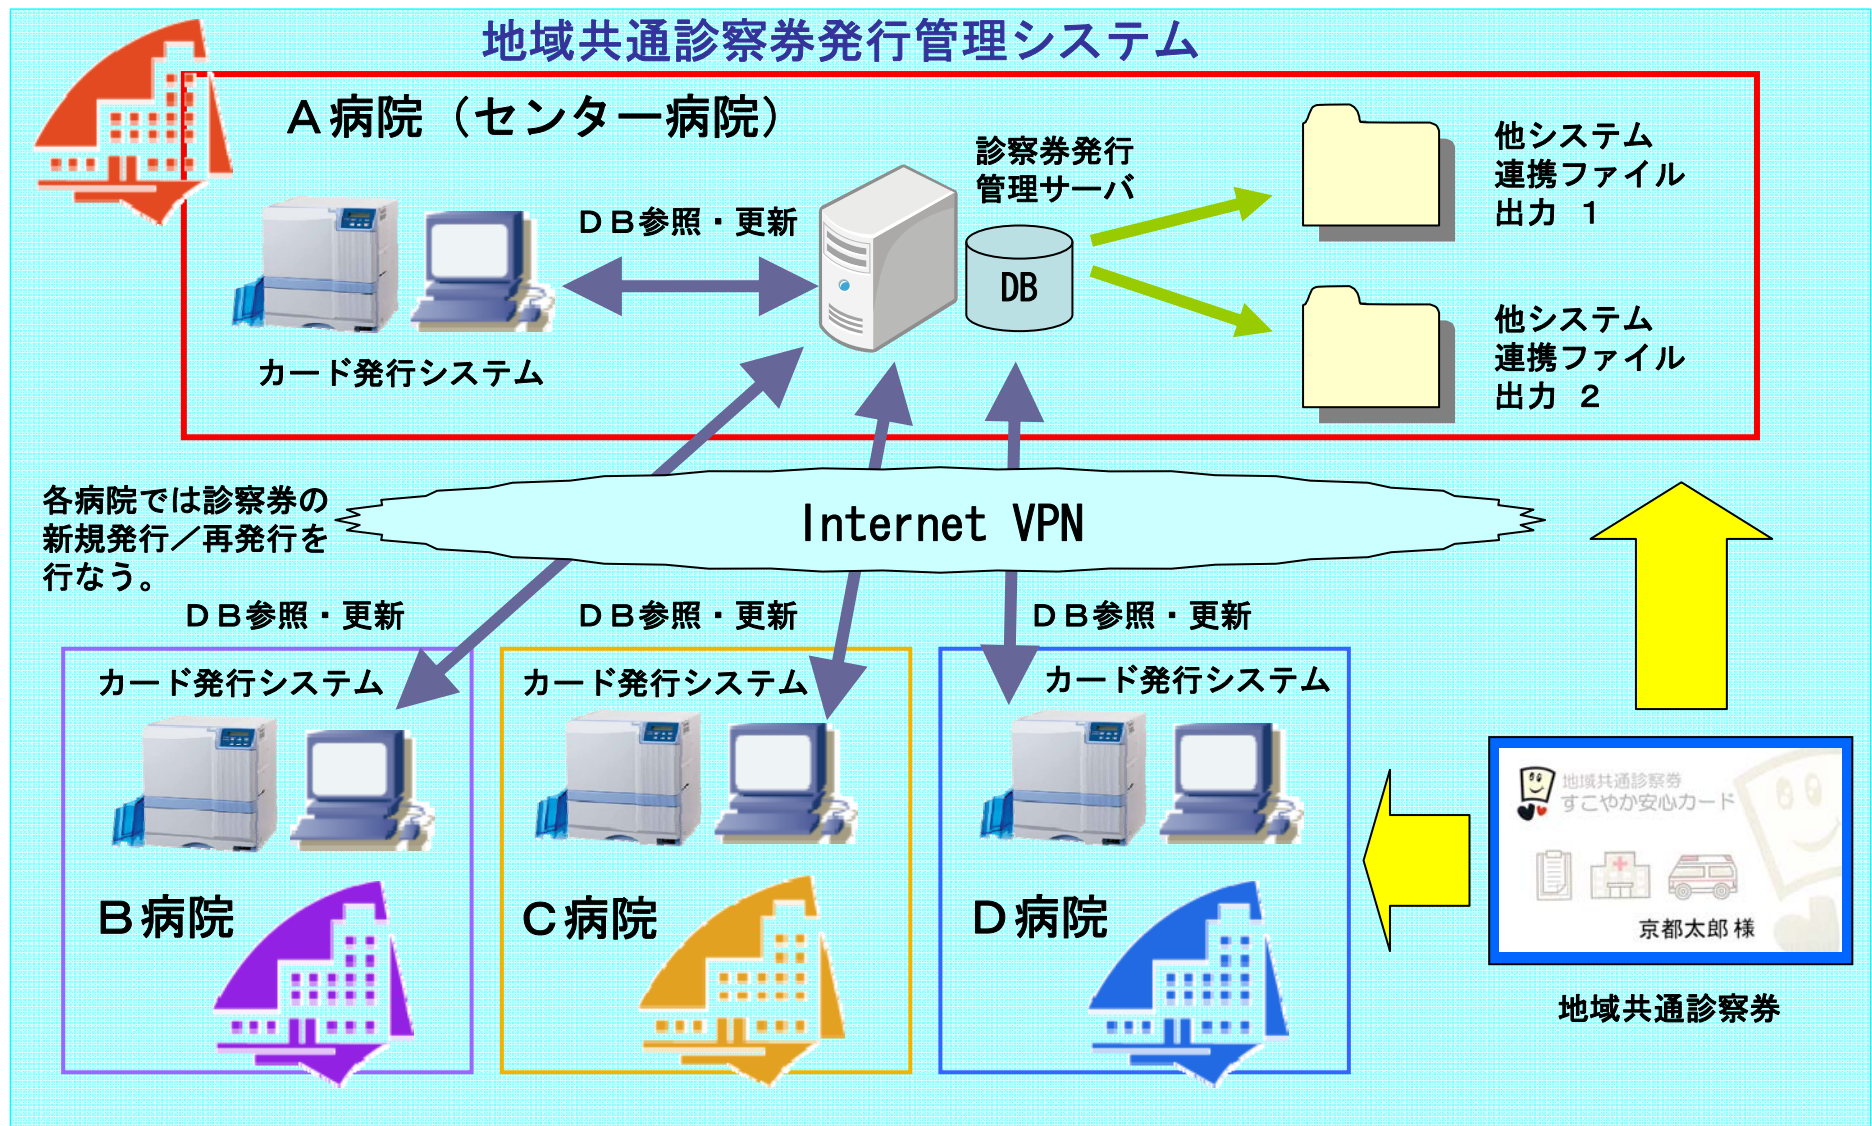 地域共通診察券発行管理システム
A病院（センター病院）
診察券発行
管理サーバ
他システム
連携ファイル
出力 1
DB参照・更新
DB
他システム
連携ファイル
出力 2
カード発行システム
各病院では診察券の
新規発行／再発行を
行なう。
Internet VPN
DB参照・更新
DB参照・更新
DB参照・更新
カード発行システム
カード発行システム
カード発行システム
B病院
C病院
D病院
地域共通診察券
すこやか安心カード
京都太郎 様
地域共通診察券